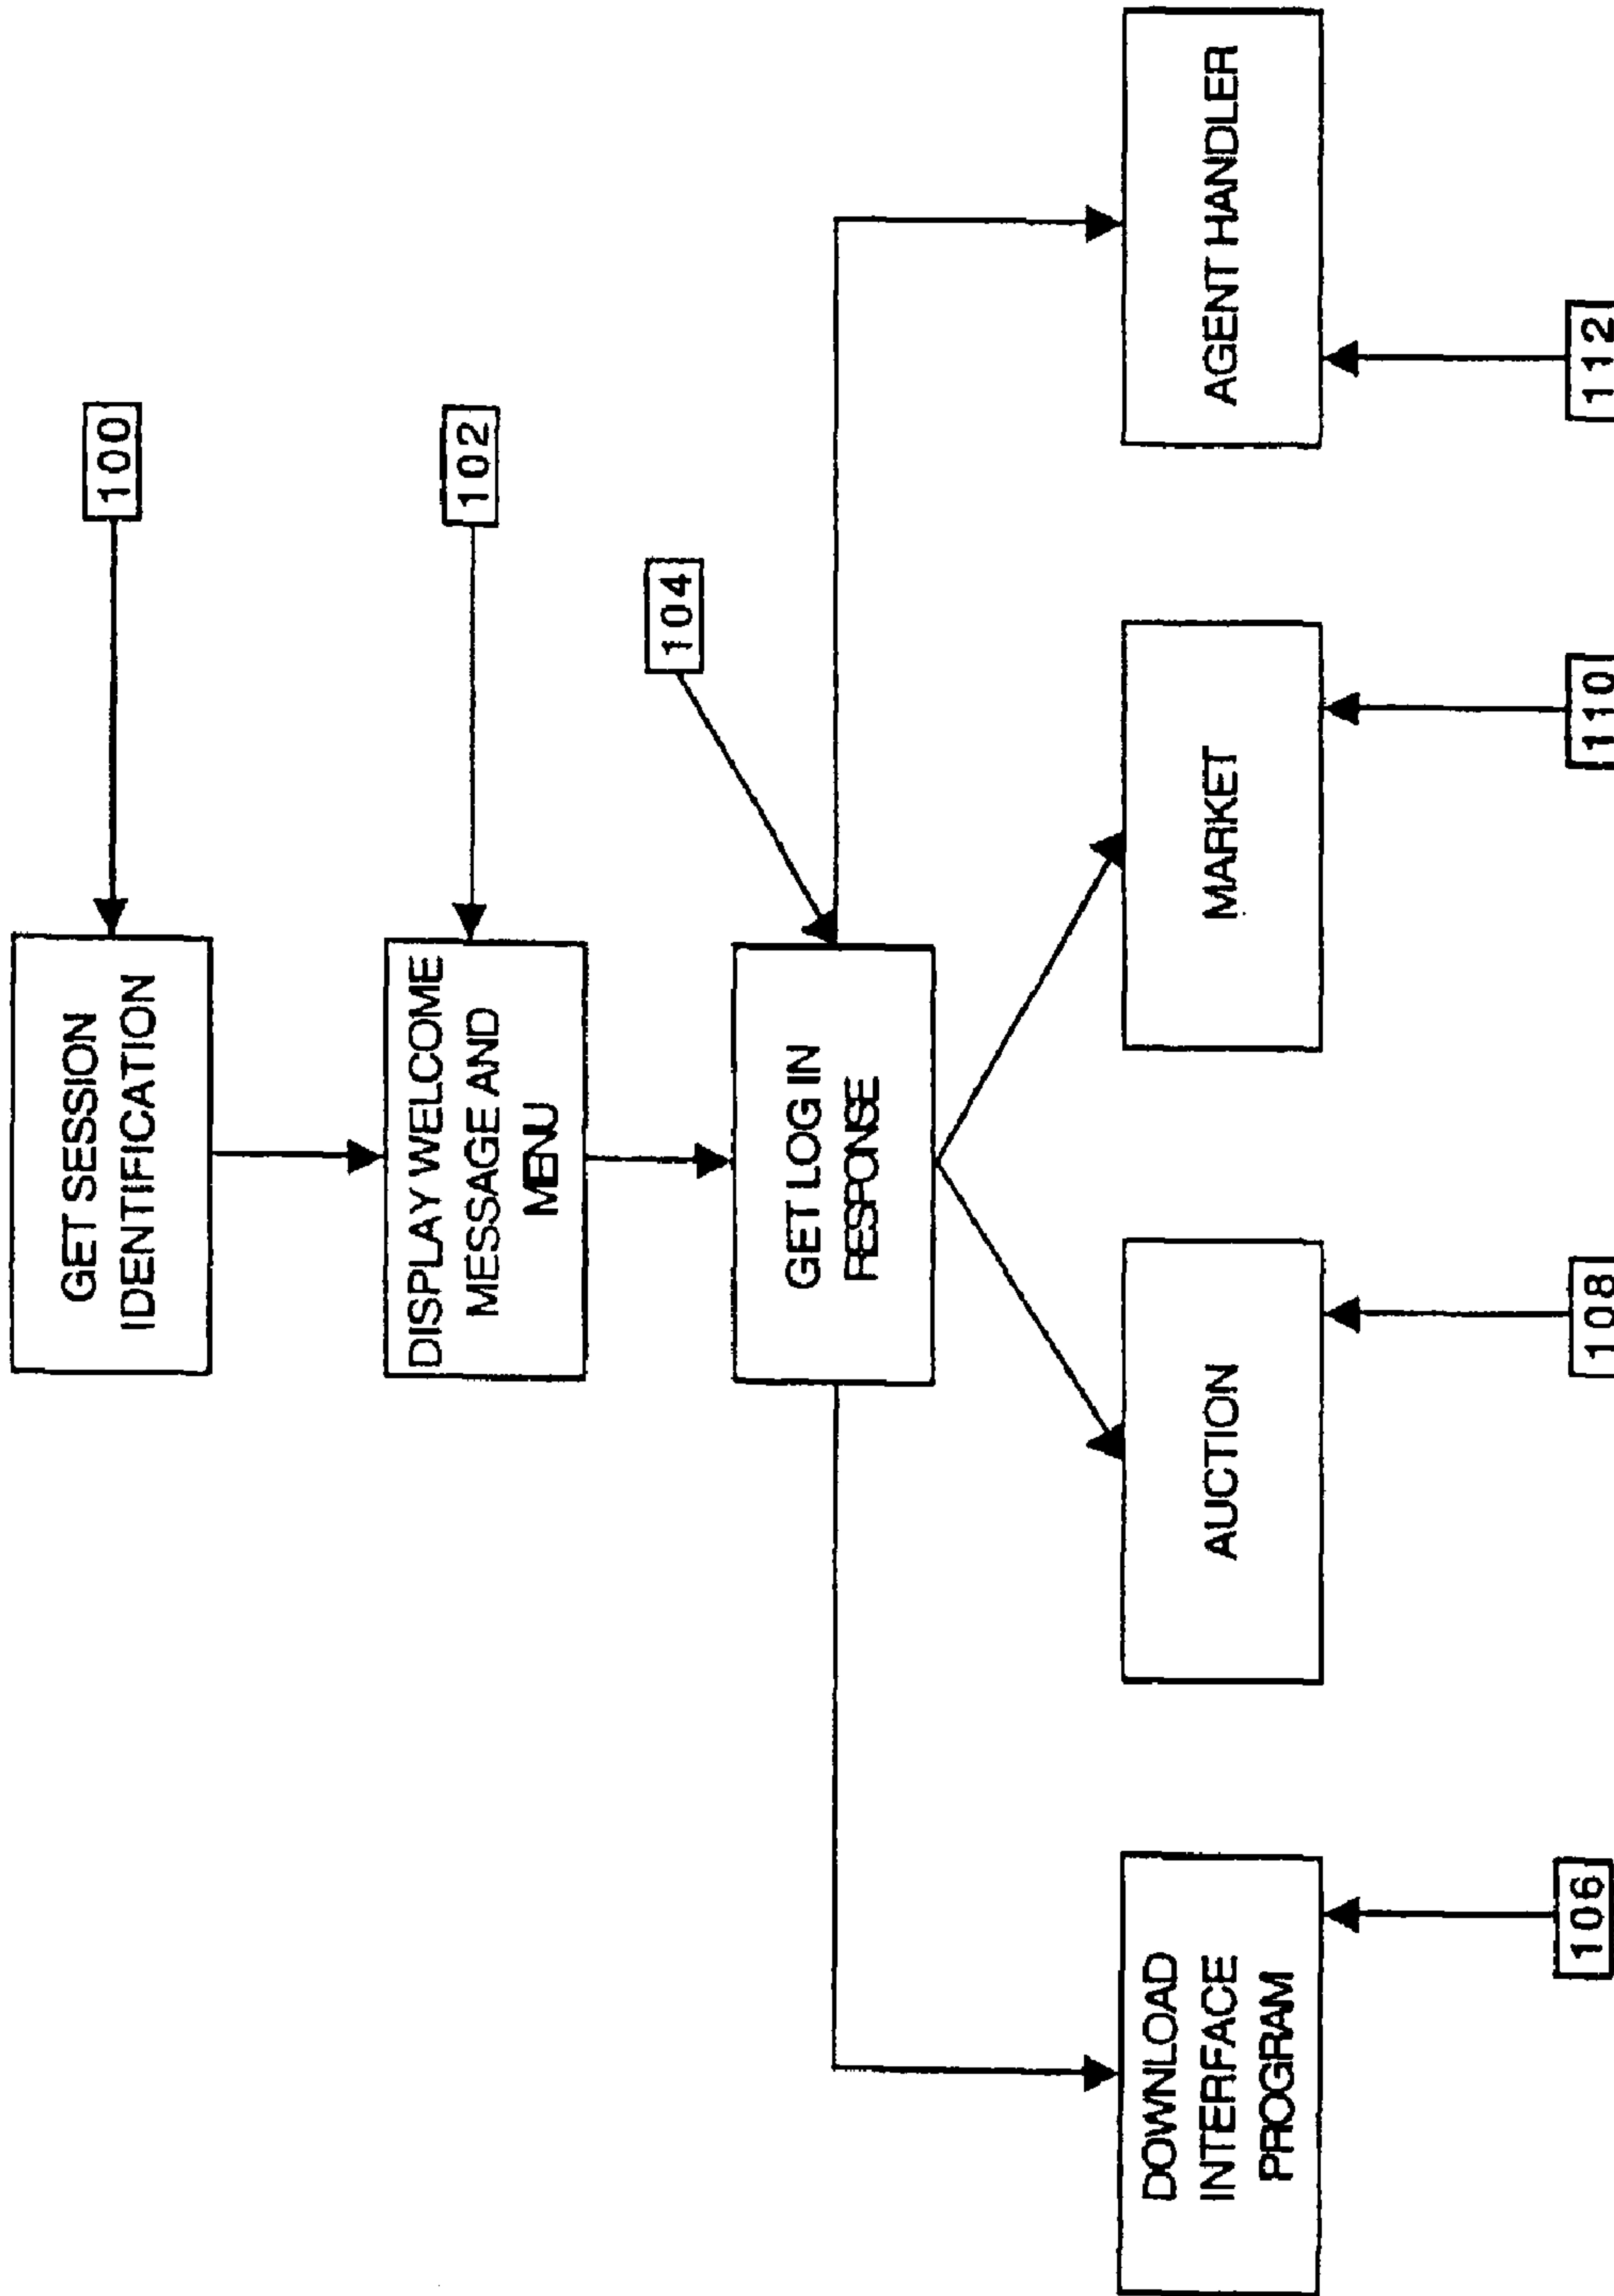 GET SESSION
IDENTIFICATION
100
DISPLAY WELCOME
MESSAGE AND
MENU
102
GET LOG IN
RESPONSE
104
DOWNLOAD
INTERFACE
PROGRAM
AUCTION
MARKET
AGENT HANDLER
106
108
110
112